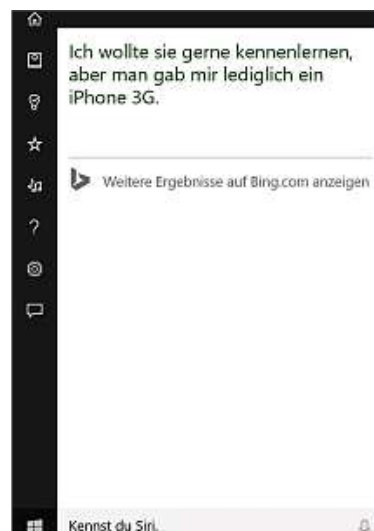 Ich wollte sie gerne kennenlernen,
aber man gab mir lediglich ein
iPhone 3G.
Weitere Ergebnisse auf Bing.com anzeigen
Kennst du Siri.